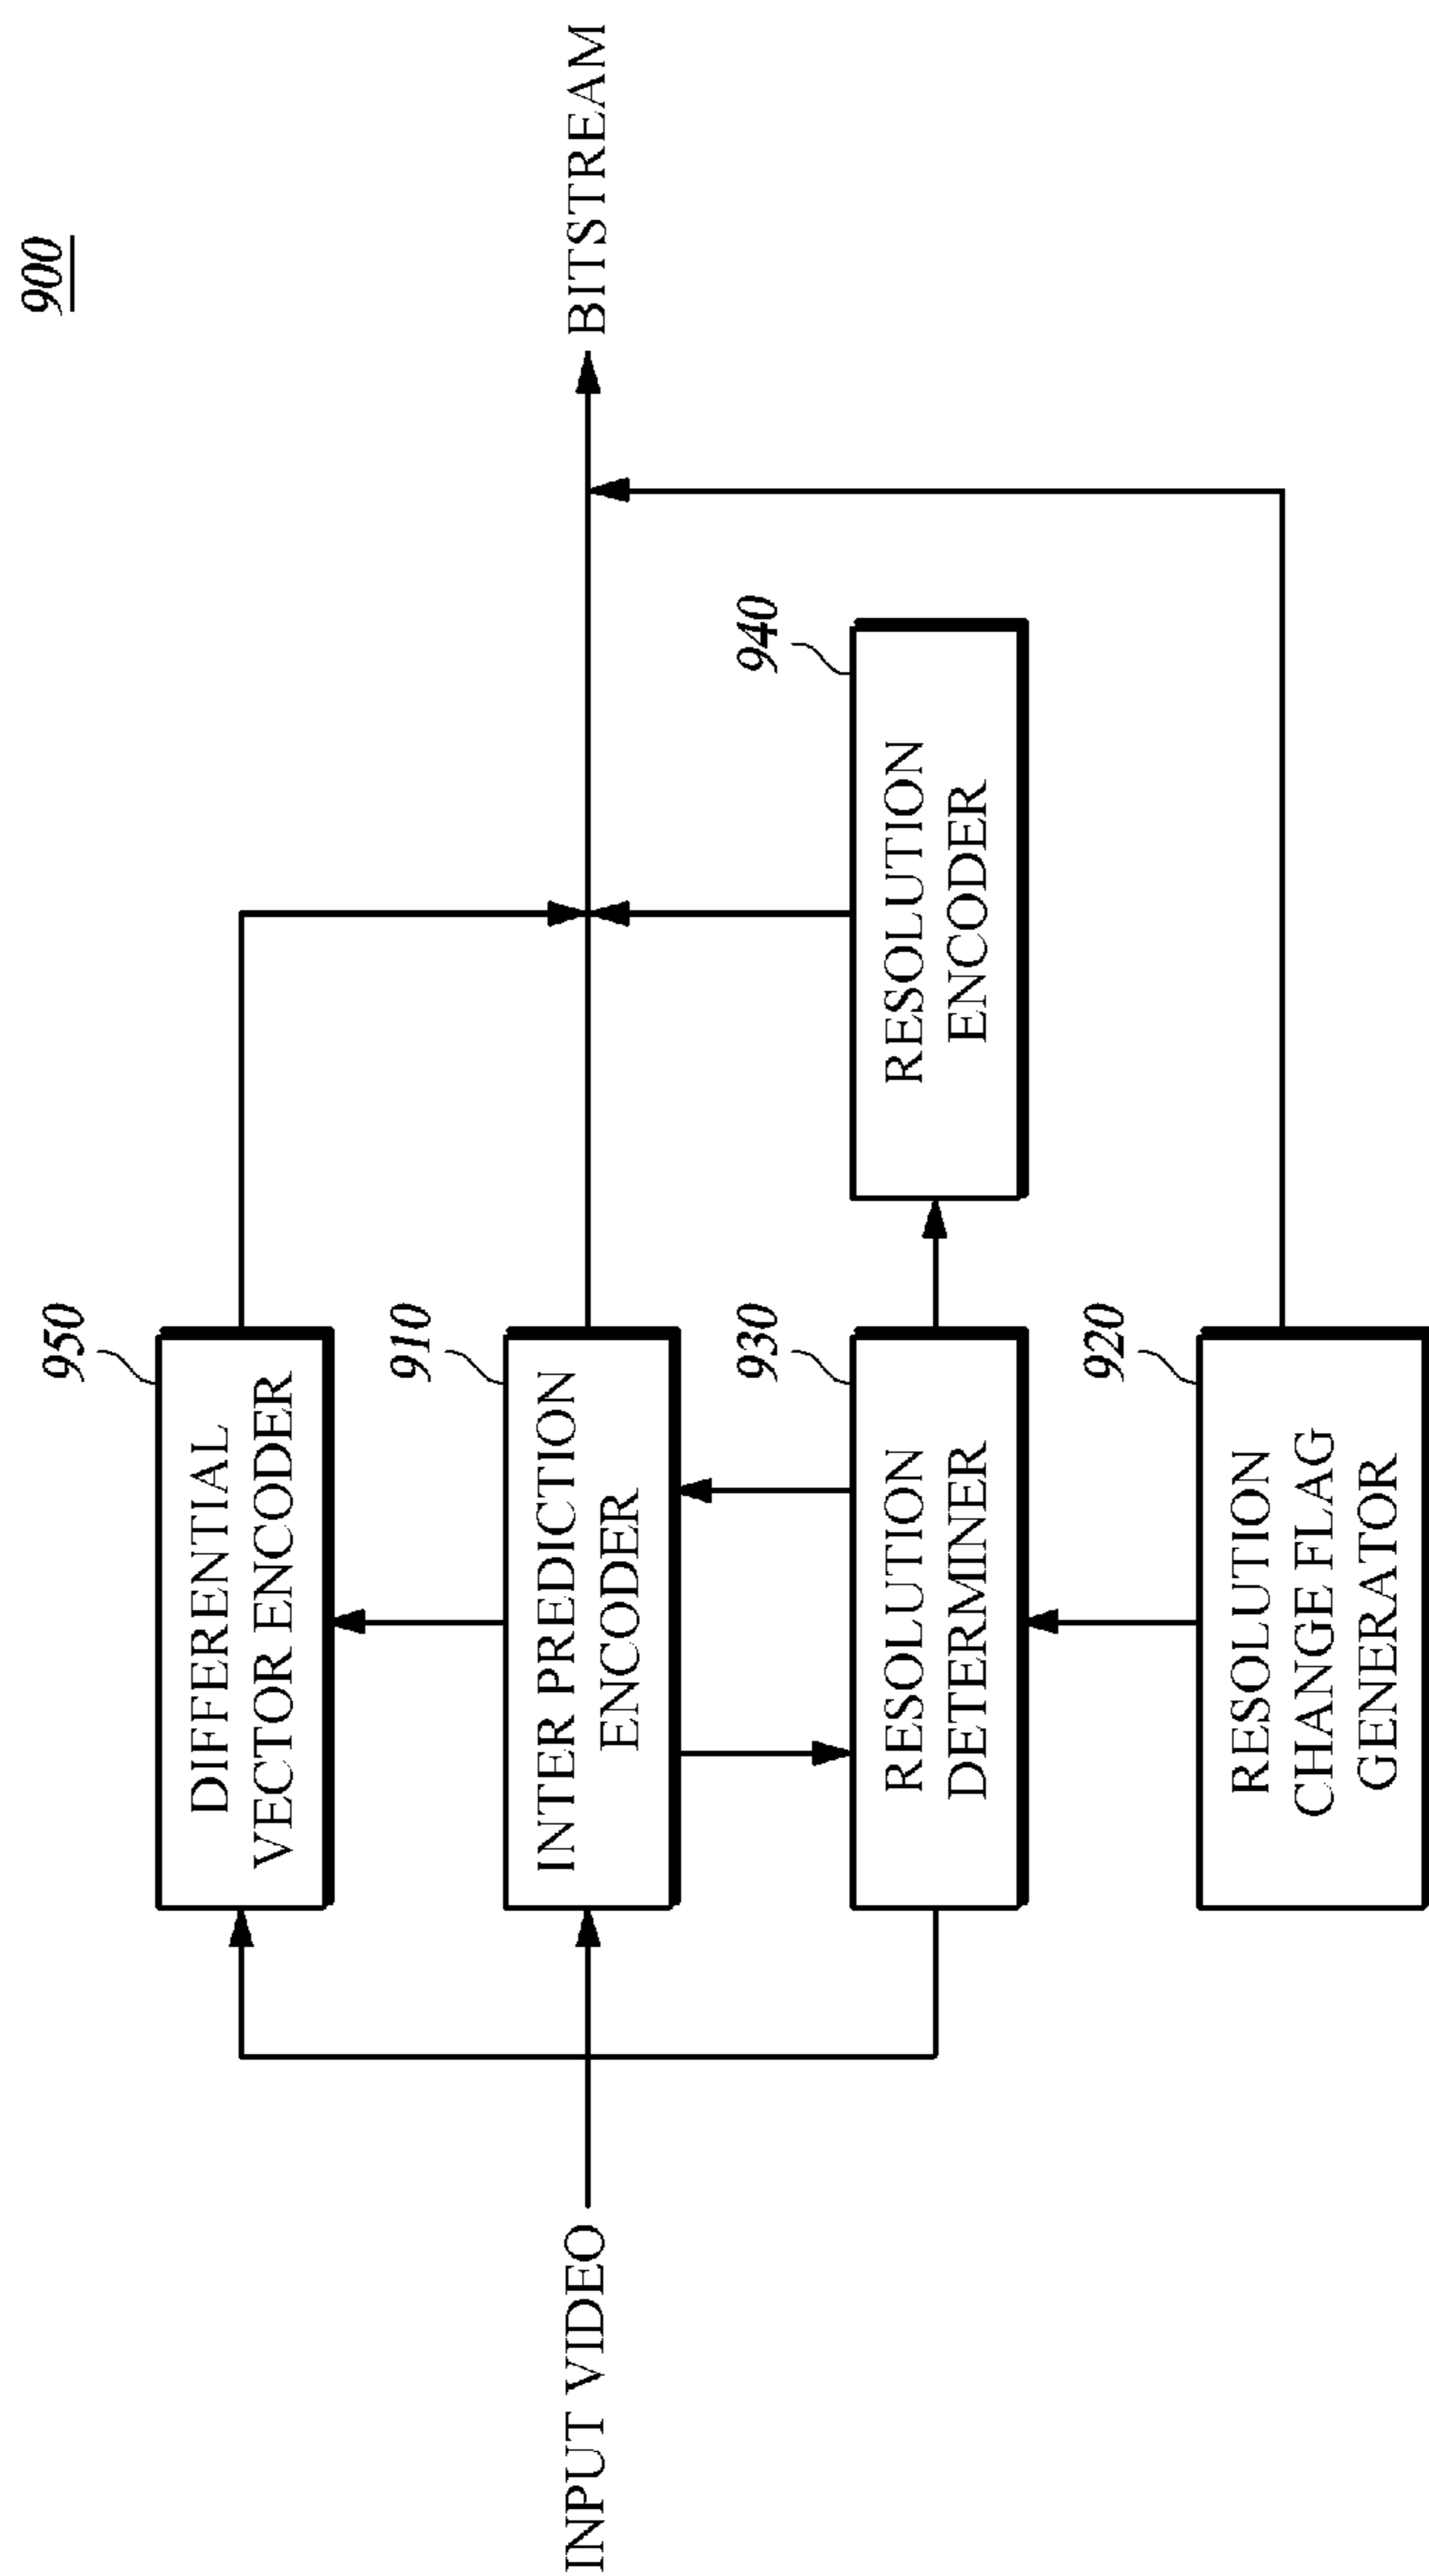 900
950
DIFFERENTIAL
VECTOR ENCODER
INPUT VIDEO
910
INTER PREDICTION
ENCODER
BITSTREAM
930
RESOLUTION
DETERMINER
940
RESOLUTION
ENCODER
920
RESOLUTION
CHANGE FLAG
GENERATOR